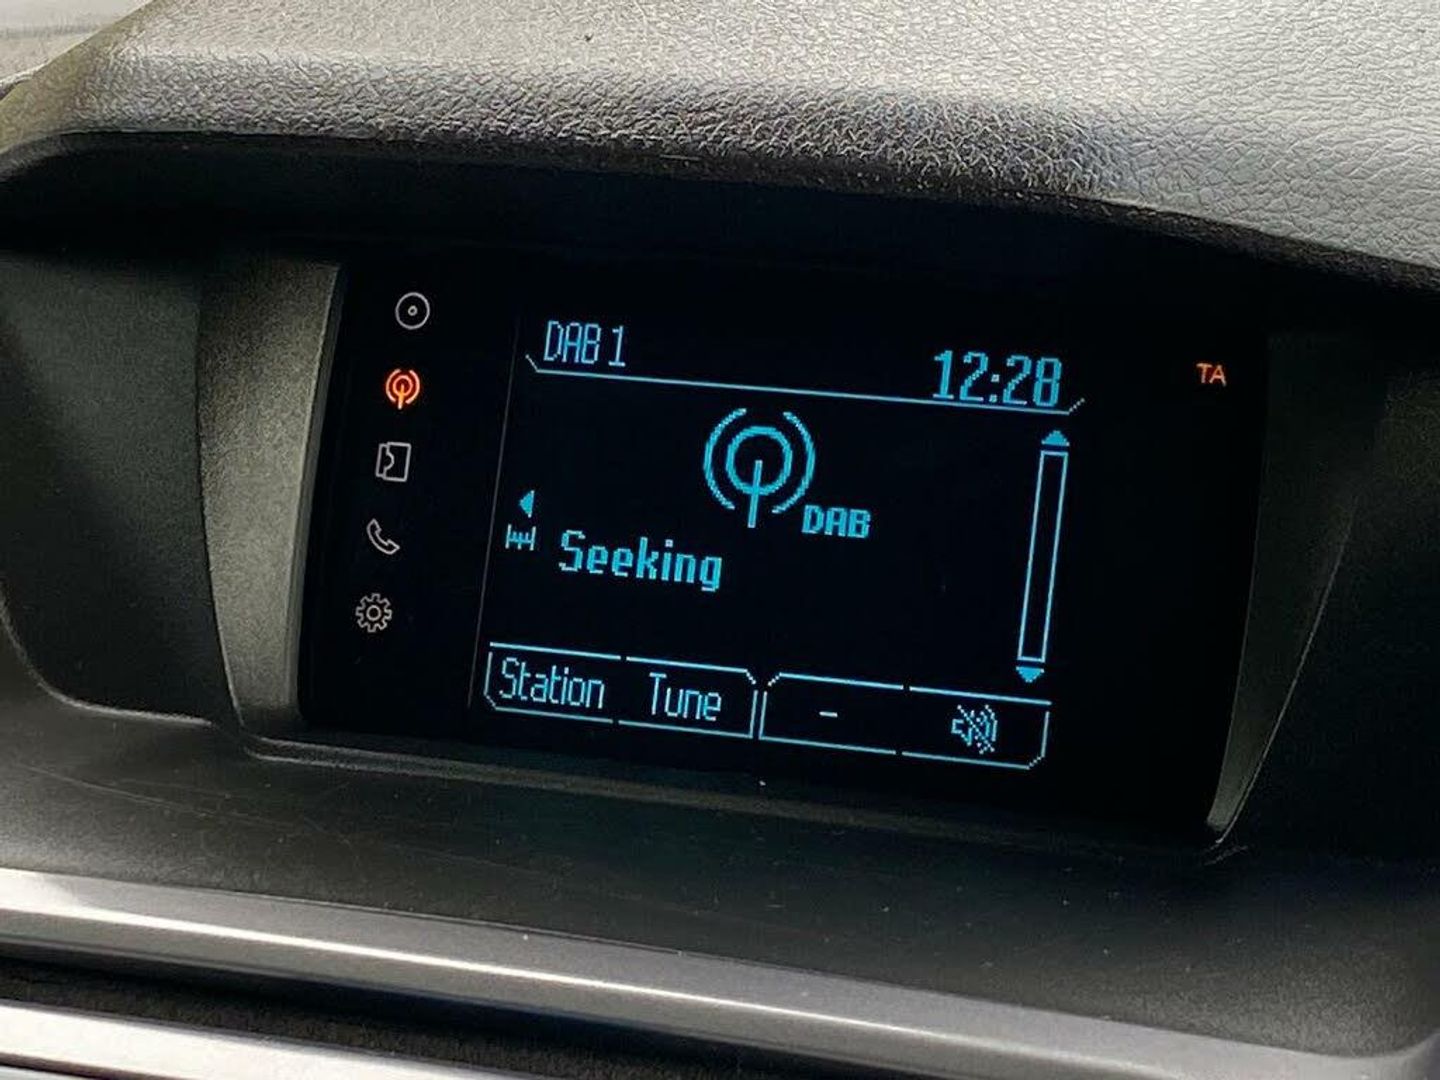 DAB 1
12:28
TA
DAB
Seeking
Station Tune -